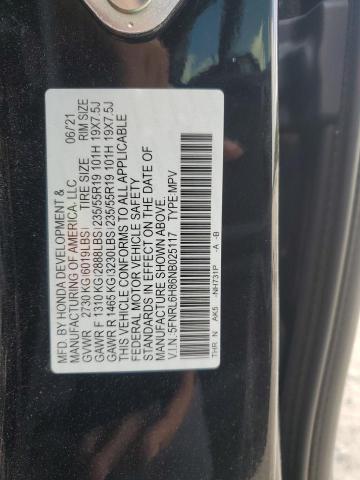 MFD. BY HONDA DEVELOPMENT & 06/'21
MANUFACTURING OF AMERICA, LLC
GVWR 2730 KG(6019LBS) TIRE SIZE RIM SIZE
GAWR F 1310 KG(2888LBS)235/55R19 101H 19X7.5J
GAWR R 1465 KG(3230LBS)235/55R19 101H 19X7.5J
THIS VEHICLE CONFORMS TO ALL APPLICABLE
FEDERAL MOTOR VEHICLE SAFETY
STANDARDS IN EFFECT ON THE DATE OF
MANUFACTURE SHOWN ABOVE.
V.I.N.:5FNRL6H86NB025117 TYPE:MPV
THR N AK5 -NH731P -A -B